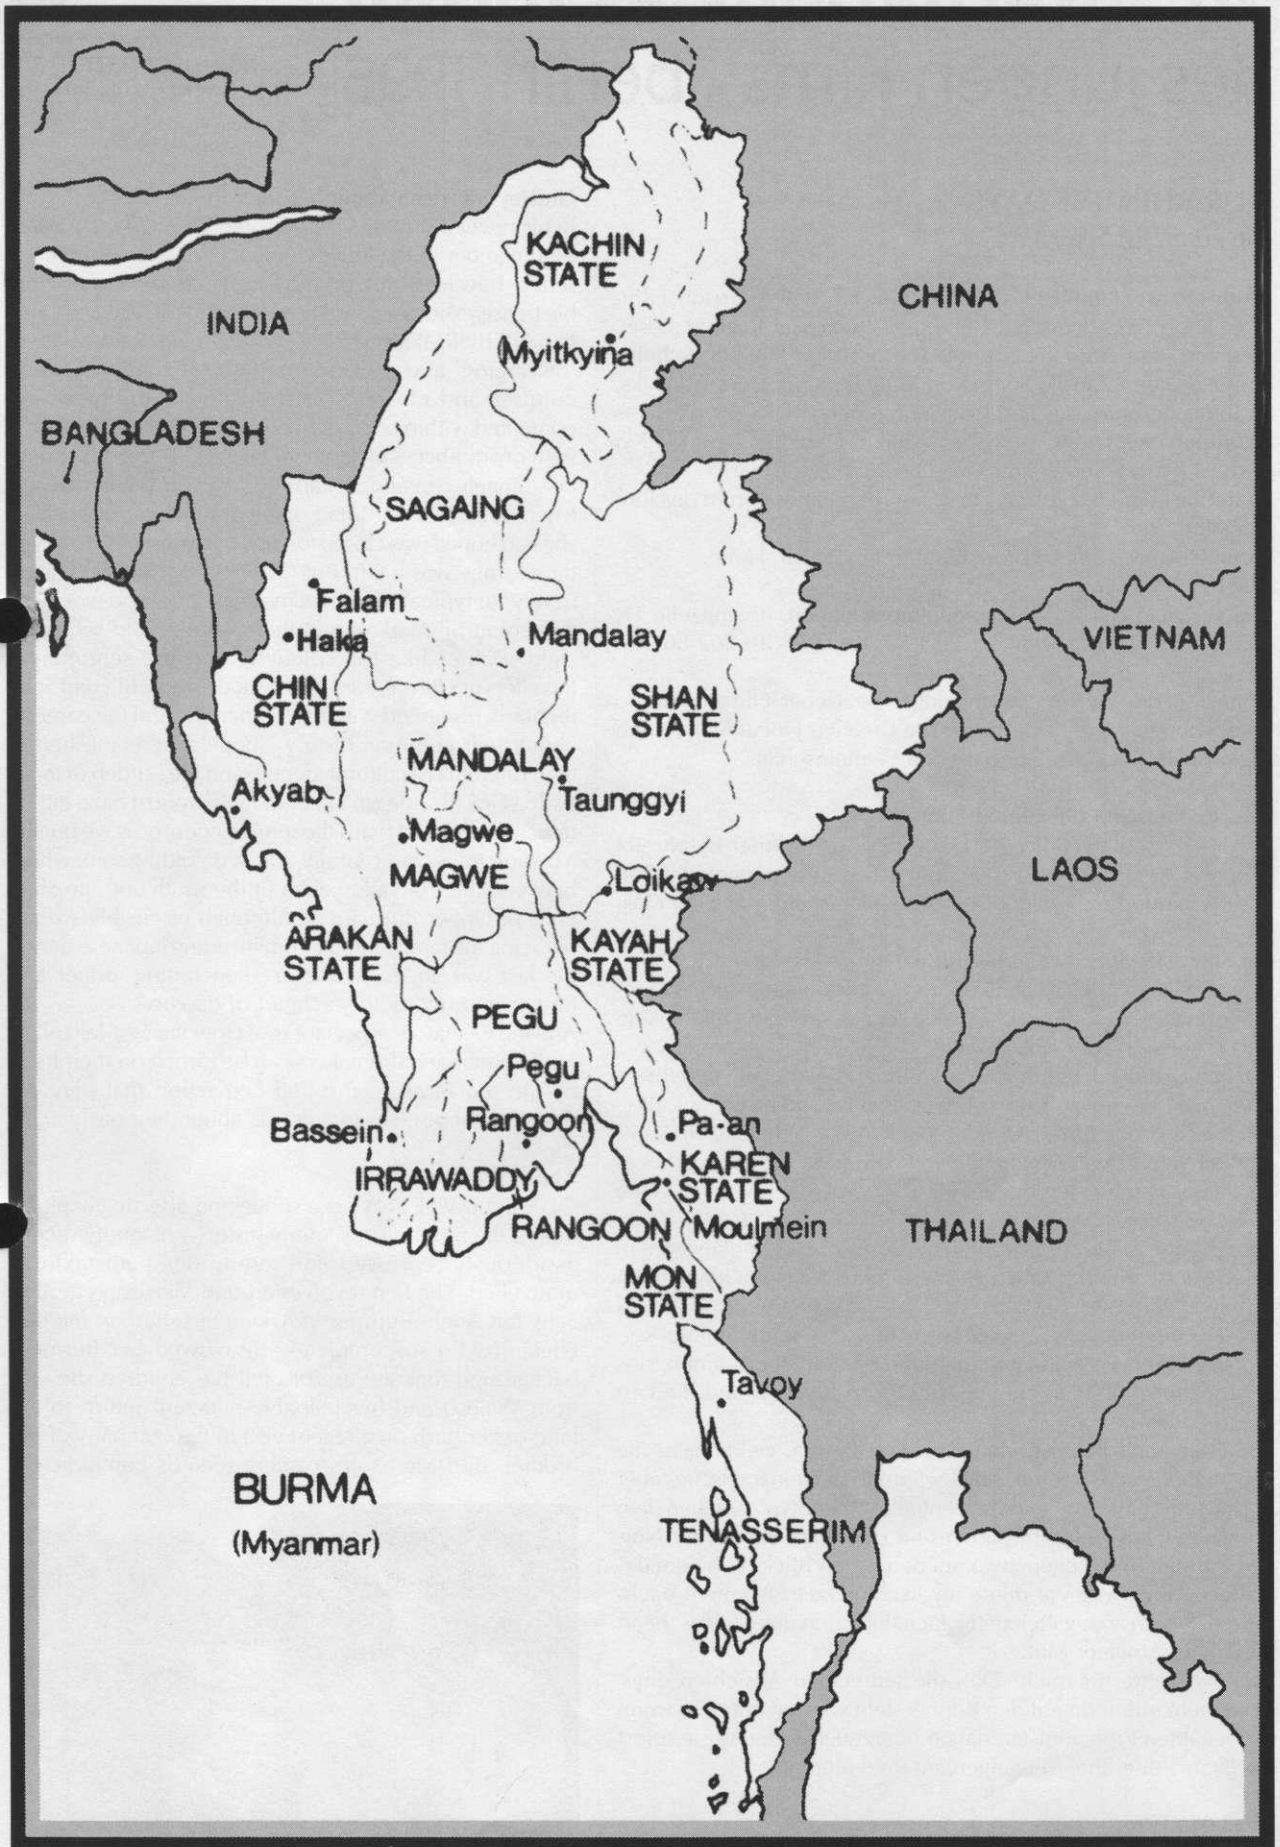 KACHIN
STATE
CHINA
INDIA
Myitkyina
BANGLADESH
SAGAING
Falam
Haka
Mandalay
VIETNAM
CHIN
STATE
SHAN
STATE
MANDALAY
Akyab
Taunggyi
Magwe
MAGWE
Loikaw
LAOS
ARAKAN
STATE
KAYAH
STATE
PEGU
Pegu
Bassein
Rangoon
Pa-an
IRRAWADDY
KAREN
STATE
RANGOON
Moulmein
THAILAND
MON
STATE
Tavoy
BURMA
(Myanmar)
TENASSERIM